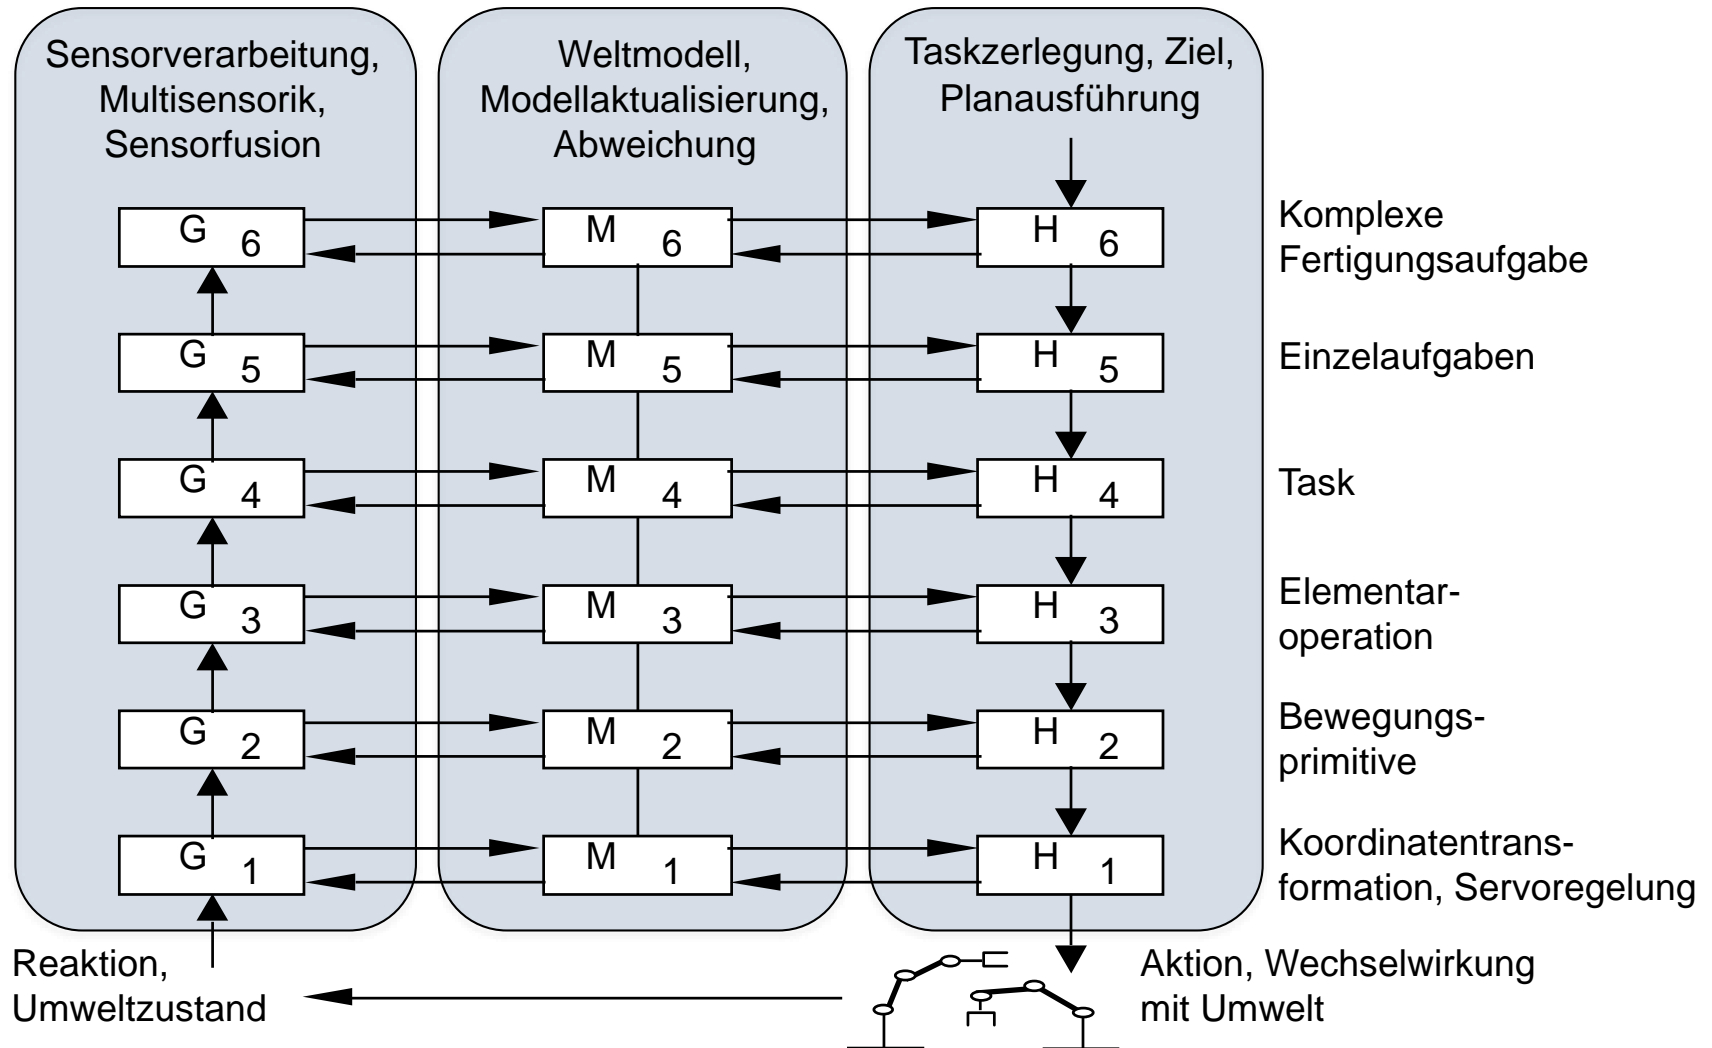 Sensorverarbeitung,
Multisensorik,
Sensorfusion
Weltmodell,
Modellaktualisierung,
Abweichung
Taskzerlegung, Ziel,
Planausführung
G 6
M 6
H 6
Komplexe
Fertigungsaufgabe
G 5
M 5
H 5
Einzelaufgaben
G 4
M 4
H 4
Task
G 3
M 3
H 3
Elementar-
operation
G 2
M 2
H 2
Bewegungs-
primitive
G 1
M 1
H 1
Koordinatentrans-
formation, Servoregelung
Reaktion,
Umweltzustand
Aktion, Wechselwirkung
mit Umwelt